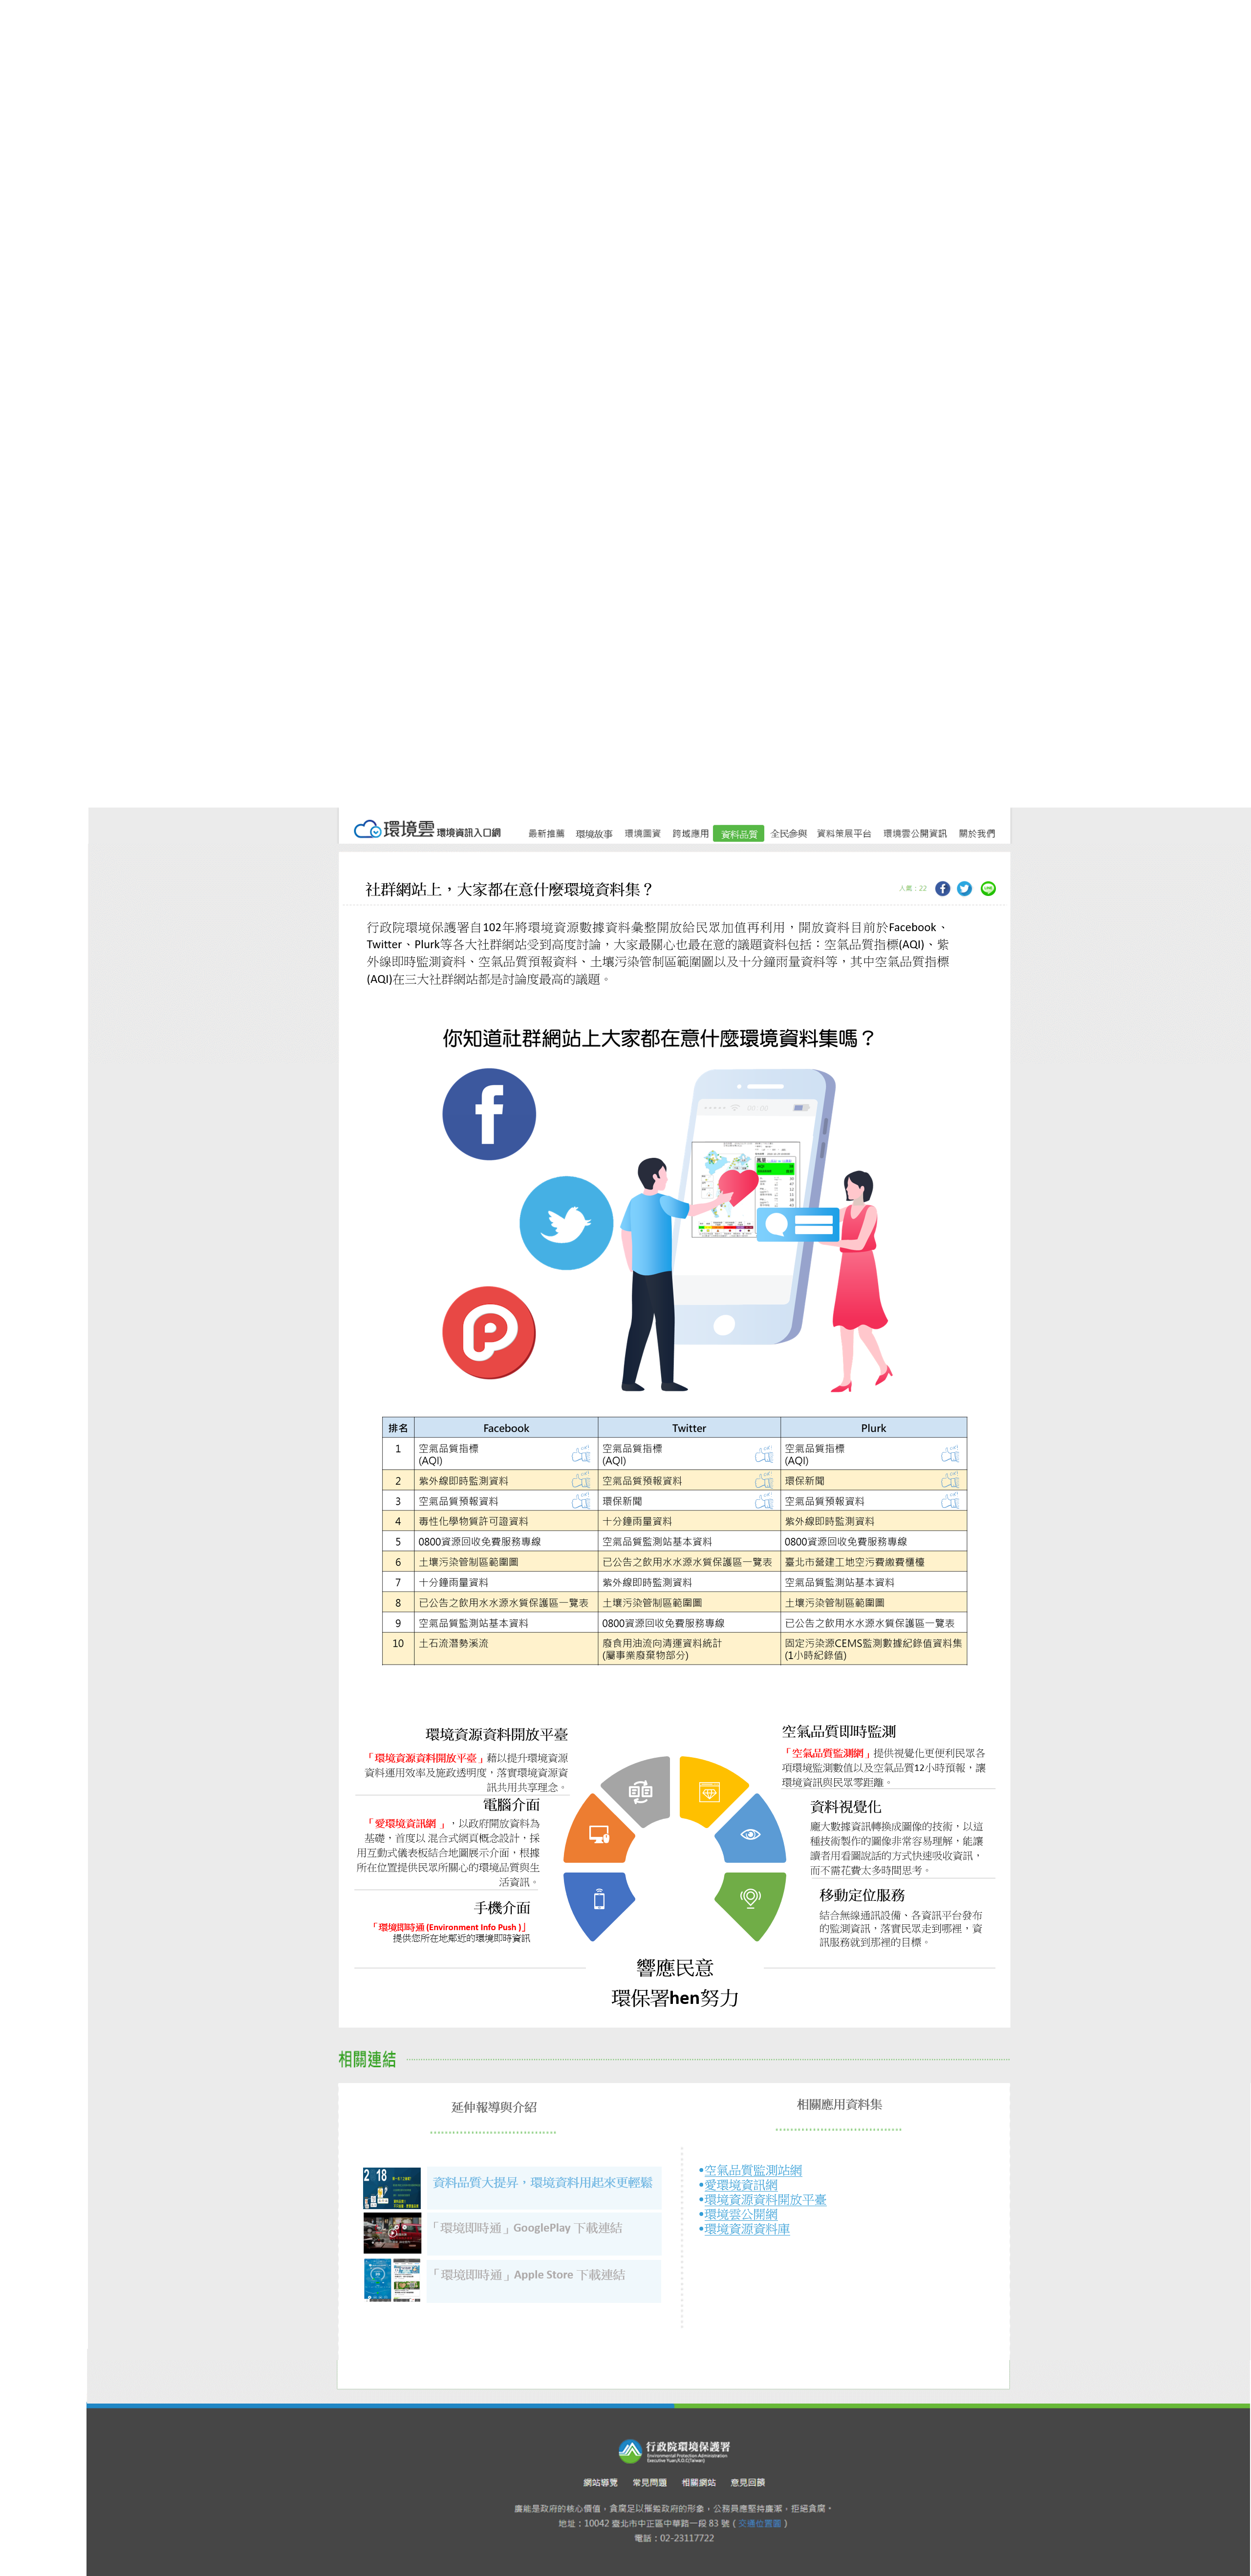 環境雲 環境資訊入口網
最新推薦 環境故事 環境圖資 跨域應用 資料品質 全民參與 資料策展平台 環境雲公開資訊 關於我們
社群網站上，大家都在意什麼環境資料集？
人氣：22
行政院環境保護署自102年將環境資源數據資料彙整開放給民眾加值再利用，開放資料目前於Facebook、
Twitter、Plurk等各大社群網站受到高度討論，大家最關心也最在意的議題資料包括：空氣品質指標(AQI)、紫
外線即時監測資料、空氣品質預報資料、土壤污染管制區範圍圖以及十分鐘雨量資料等，其中空氣品質指標
(AQI)在三大社群網站都是討論度最高的議題。
你知道社群網站上大家都在意什麼環境資料集嗎？
排名 Facebook Twitter Plurk
1 空氣品質指標 空氣品質指標 空氣品質指標
(AQI) (AQI) (AQI)
2 紫外線即時監測資料 空氣品質預報資料 環保新聞
3 空氣品質預報資料 環保新聞 空氣品質預報資料
4 毒性化學物質許可證資料 十分鐘雨量資料 紫外線即時監測資料
5 0800資源回收免費服務專線 空氣品質監測站基本資料 0800資源回收免費服務專線
6 土壤污染管制區範圍圖 已公告之飲用水水源水質保護區一覽表 臺北市營建工地空污費繳費櫃檯
7 十分鐘雨量資料 紫外線即時監測資料 空氣品質監測站基本資料
8 已公告之飲用水水源水質保護區一覽表 土壤污染管制區範圍圖 土壤污染管制區範圍圖
9 空氣品質監測站基本資料 0800資源回收免費服務專線 已公告之飲用水水源水質保護區一覽表
10 土石流潛勢溪流 廢食用油流向清運資料統計 固定污染源CEMS監測數據紀錄值資料集
(屬事業廢棄物部分) (1小時紀錄值)
環境資源資料開放平臺
「環境資源資料開放平臺」藉以提升環境資源
資料運用效率及施政透明度，落實環境資源資
訊共用共享理念。
電腦介面
「愛環境資訊網 」，以政府開放資料為
基礎，首度以 混合式網頁概念設計，採
用互動式儀表板結合地圖展示介面，根據
所在位置提供民眾所關心的環境品質與生
活資訊。
手機介面
「環境即時通 (Environment Info Push )」
提供您所在地鄰近的環境即時資訊
空氣品質即時監測
「空氣品質監測網」提供視覺化更便利民眾各
項環境監測數值以及空氣品質12小時預報，讓
環境資訊與民眾零距離。
資料視覺化
龐大數據資訊轉換成圖像的技術，以這
種技術製作的圖像非常容易理解，能讓
讀者用看圖說話的方式快速吸收資訊，
而不需花費太多時間思考。
移動定位服務
結合無線通訊設備、各資訊平台發布
的監測資訊，落實民眾走到哪裡，資
訊服務就到那裡的目標。
響應民意
環保署hen努力
相關連結
延伸報導與介紹
資料品質大提昇，環境資料用起來更輕鬆
「環境即時通」GooglePlay 下載連結
「環境即時通」Apple Store 下載連結
相關應用資料集
•空氣品質監測站網
•愛環境資訊網
•環境資源資料開放平臺
•環境雲公開網
•環境資源資料庫
行政院環境保護署
Environmental Protection Administration
Executive Yuan,R.O.C(Taiwan)
網站導覽 常見問題 相關網站 意見回饋
廉能是政府的核心價值，貪腐足以摧毀政府的形象，公務員應堅持廉潔，拒絕貪腐。
地址：10042 臺北市中正區中華路一段 83 號（交通位置圖）
電話：02-23117722